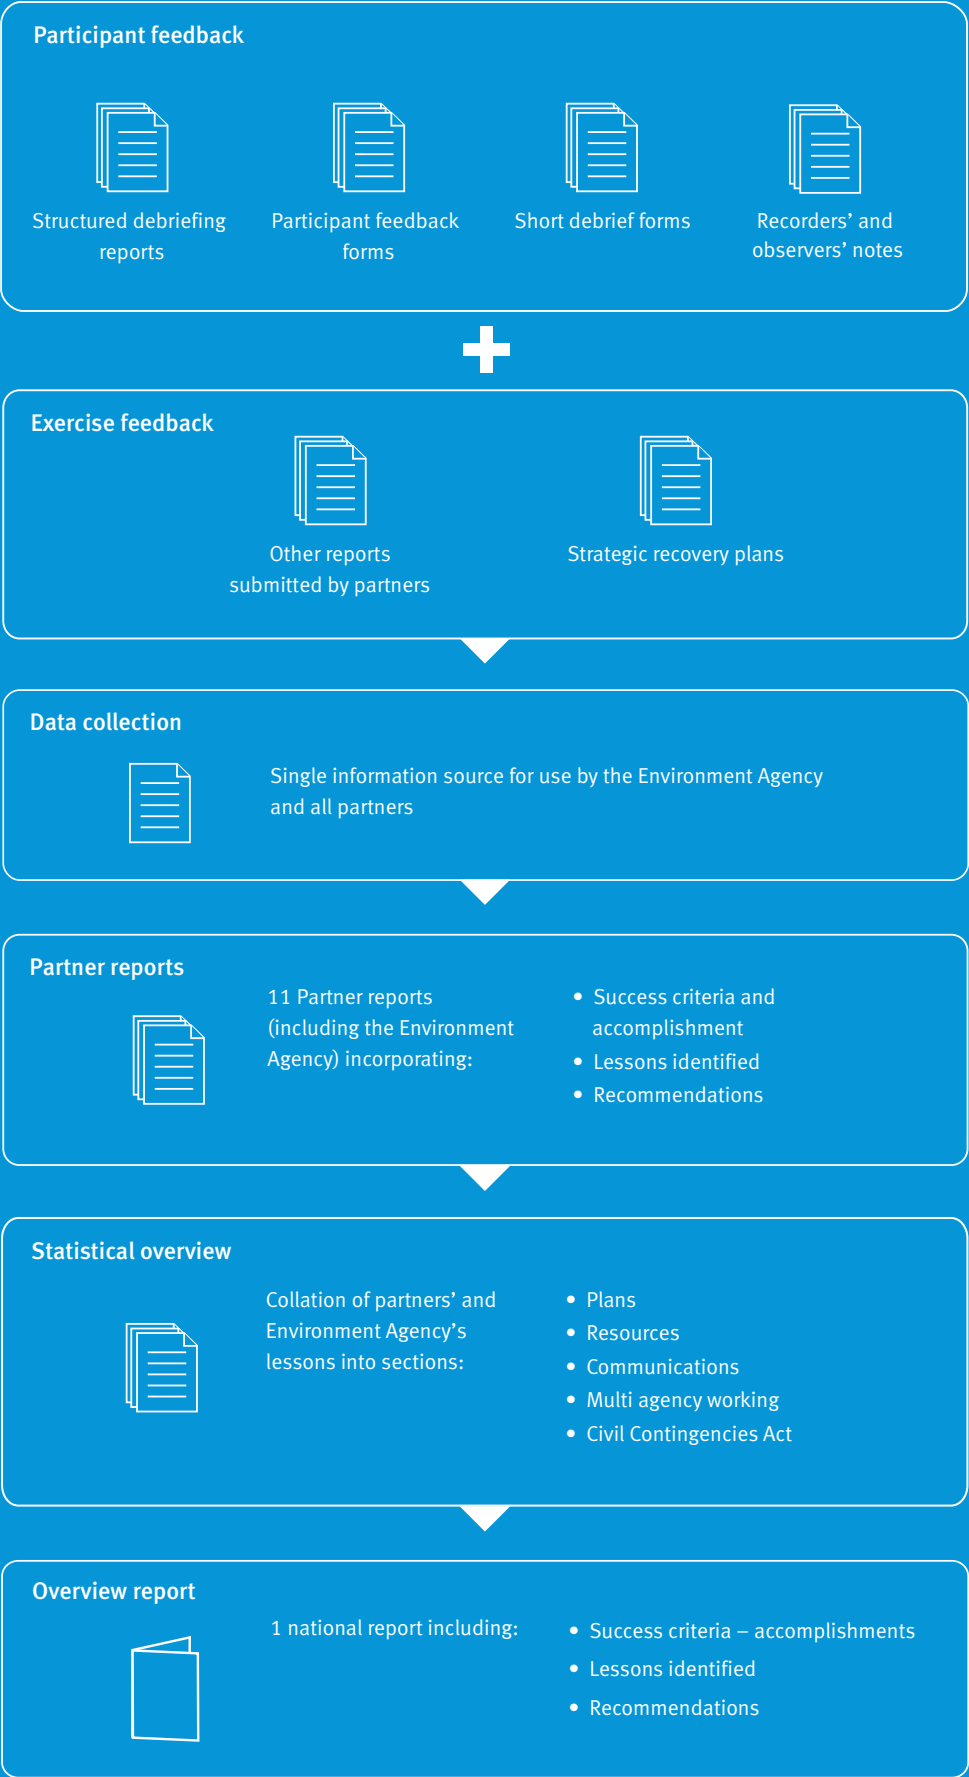 Participant feedback
Structured debriefing
reports
Participant feedback
forms
Short debrief forms
Recorders’ and
observers’ notes
Exercise feedback
Other reports
submitted by partners
Strategic recovery plans
Data collection
Single information source for use by the Environment Agency
and all partners
Partner reports
11 Partner reports
(including the Environment
Agency) incorporating:
• Success criteria and
accomplishment
• Lessons identified
• Recommendations
Statistical overview
Collation of partners’ and
Environment Agency’s
lessons into sections:
• Plans
• Resources
• Communications
• Multi agency working
• Civil Contingencies Act
Overview report
1 national report including:
• Success criteria – accomplishments
• Lessons identified
• Recommendations